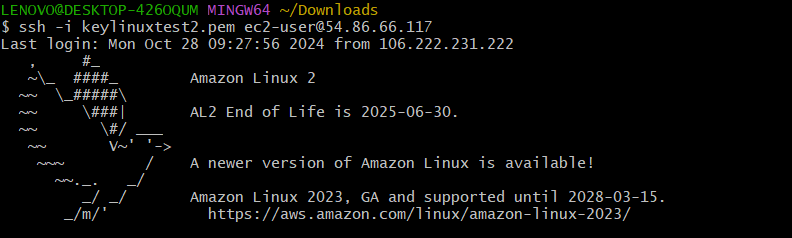 LENOVO@DESKTOP-426OQUM MINGW64 ~/Downloads
$ ssh -i keylinuxtest2.pem ec2-user@54.86.66.117
Last login: Mon Oct 28 09:27:56 2024 from 106.222.231.222
   ,     #_
   ~\_  ####_        Amazon Linux 2
  ~~  \_#####\
  ~~     \###|       AL2 End of Life is 2025-06-30.
  ~~       \#/ ___
   ~~       V~' '->
    ~~~         /    A newer version of Amazon Linux is available!
      ~~._.   _/
         _/ _/       Amazon Linux 2023, GA and supported until 2028-03-15.
       _/m/'           https://aws.amazon.com/linux/amazon-linux-2023/